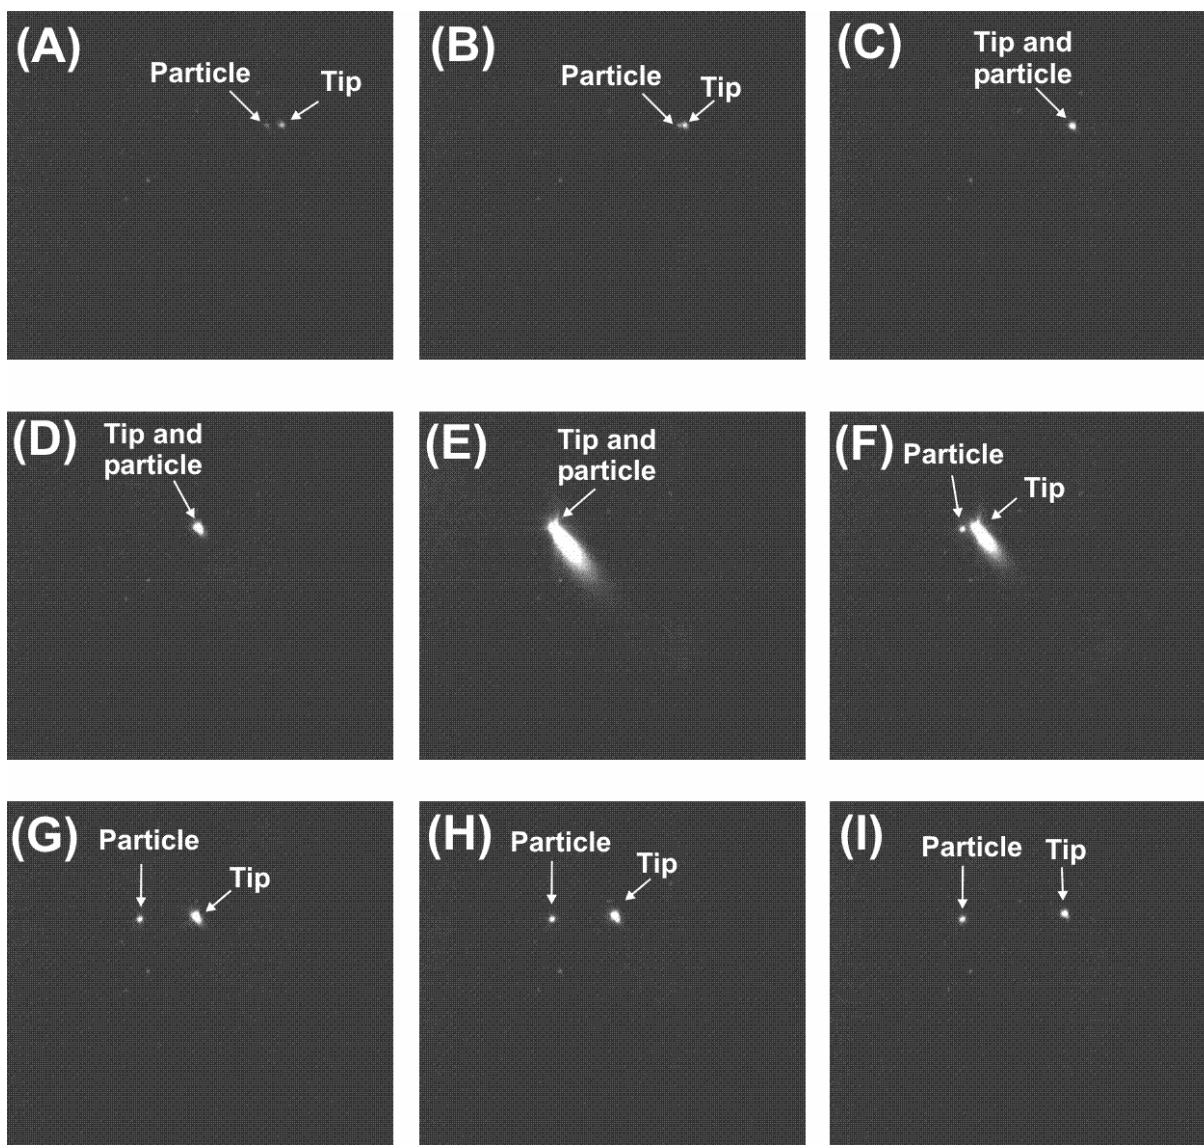 (A)
Particle
Tip
(B)
Particle
Tip
(C)
Tip and
particle
(D)
Tip and
particle
(E)
Tip and
particle
(F)
Particle
Tip
(G)
Particle
Tip
(H)
Particle
Tip
(I)
Particle
Tip